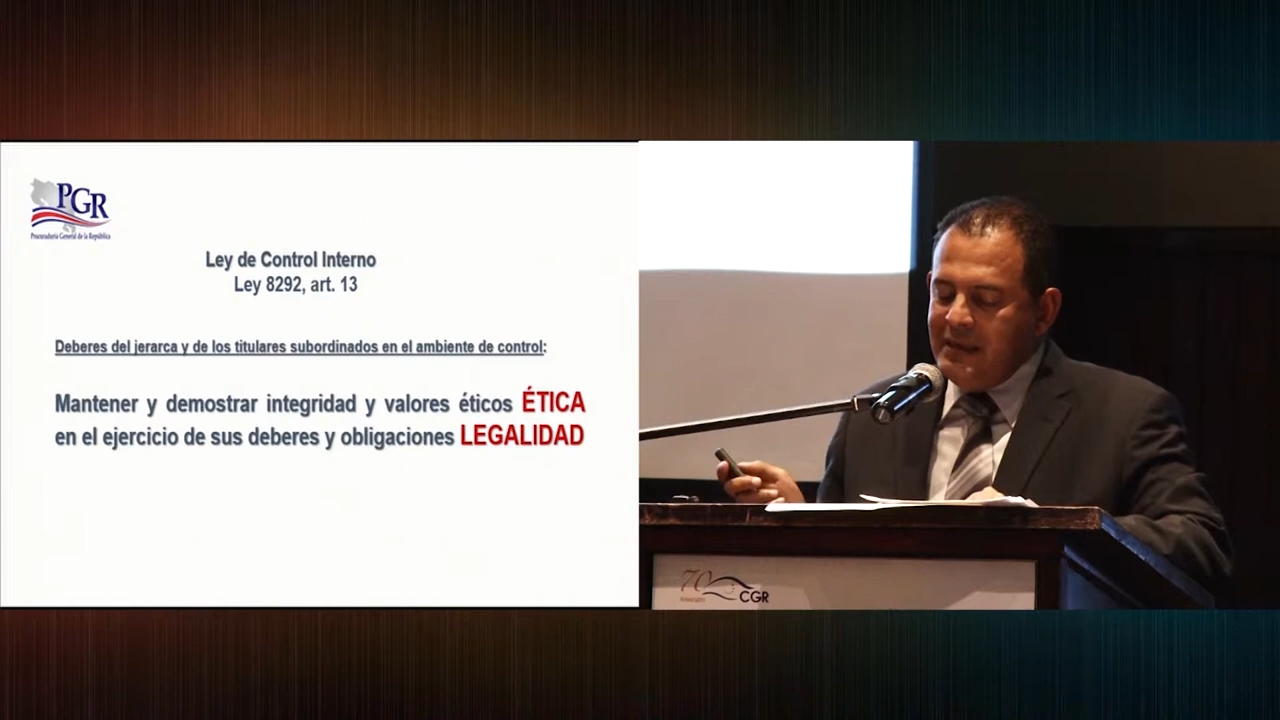 PGR
Procuraduría General de la República
Ley de Control Interno
Ley 8292, art. 13
Deberes del jerarca y de los titulares subordinados en el ambiente de control:
Mantener y demostrar integridad y valores éticos ÉTICA
en el ejercicio de sus deberes y obligaciones LEGALIDAD
70
CGR